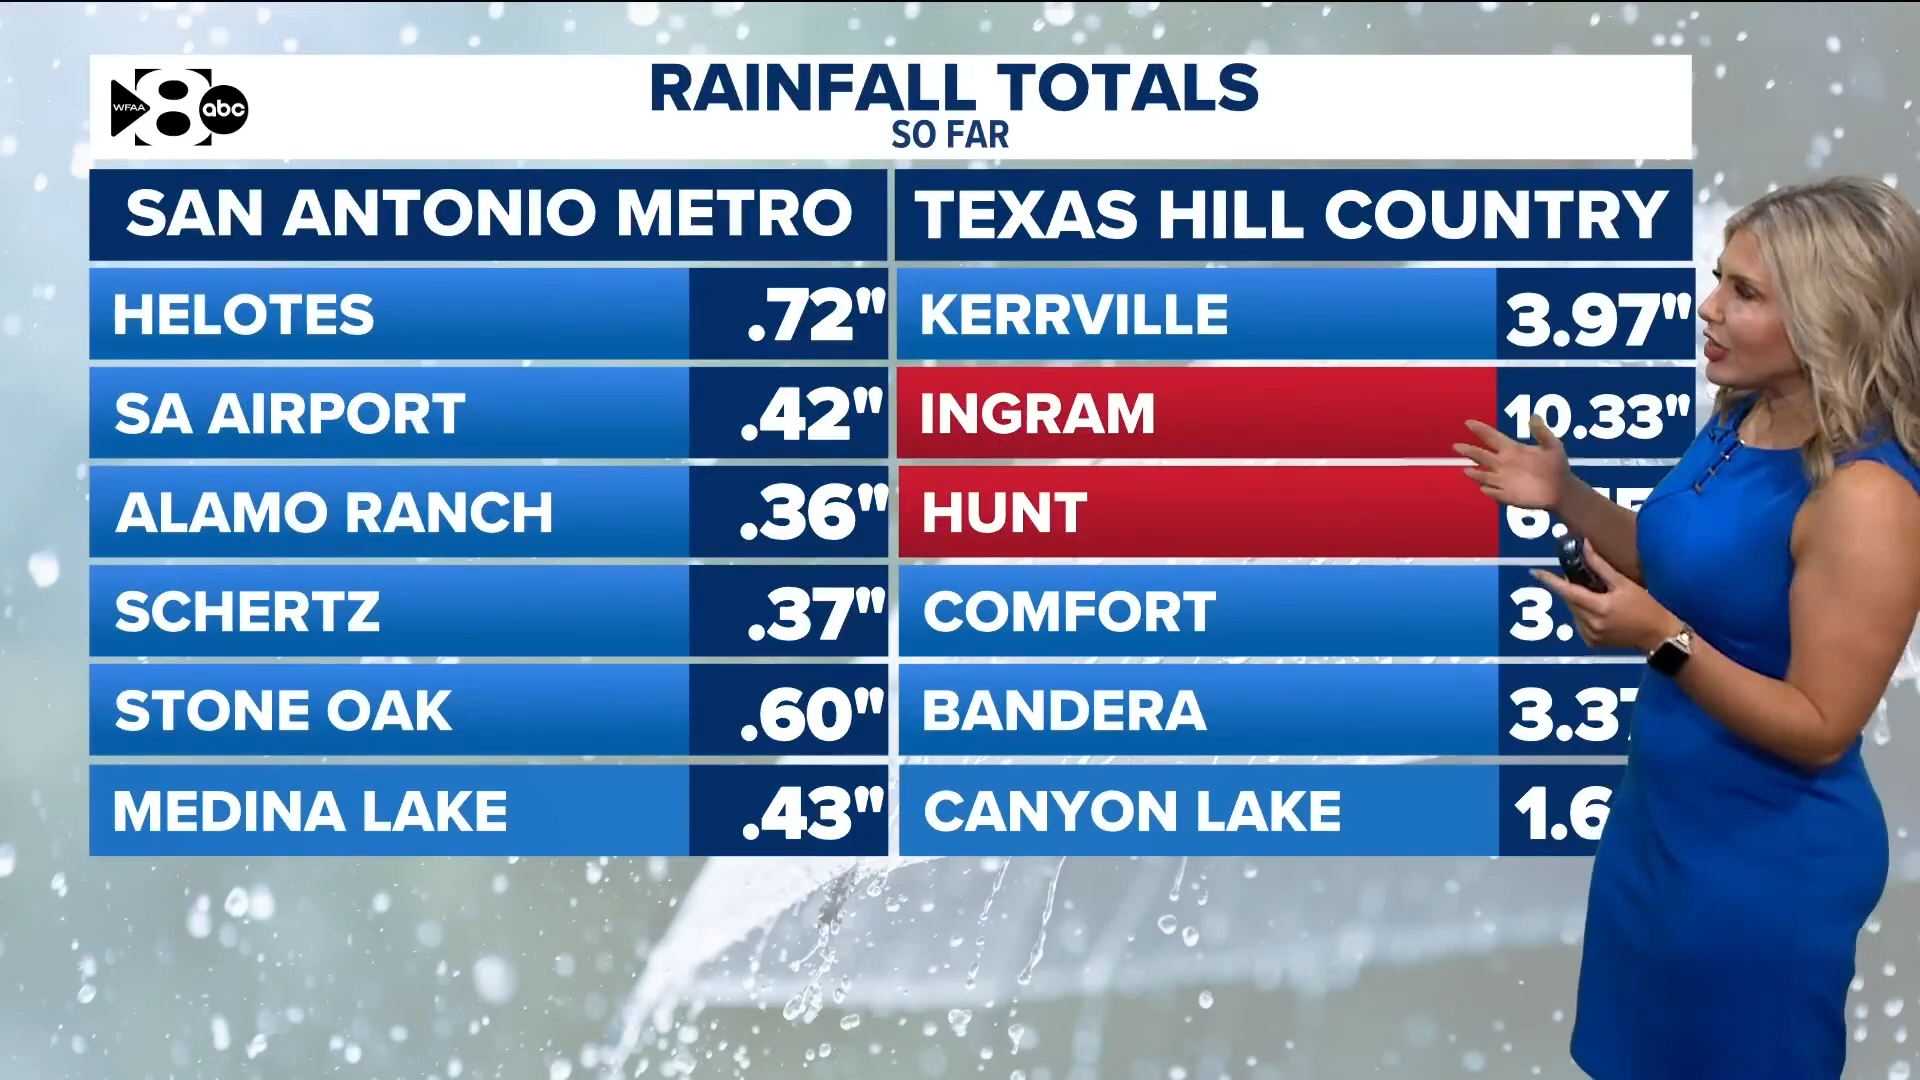 WFAA 8 abc
RAINFALL TOTALS
SO FAR
SAN ANTONIO METRO
HELOTES .72"
SA AIRPORT .42"
ALAMO RANCH .36"
SCHERTZ .37"
STONE OAK .60"
MEDINA LAKE .43"
TEXAS HILL COUNTRY
KERRVILLE 3.97"
INGRAM 10.33"
HUNT
COMFORT
BANDERA
CANYON LAKE